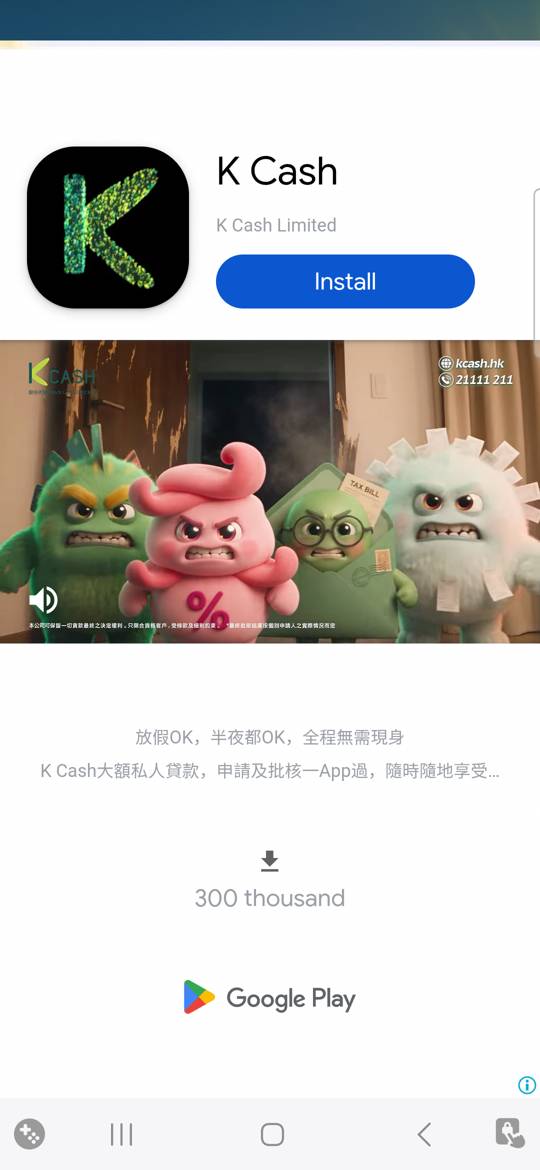 K Cash
K Cash Limited
Install
K CASH
kcash.hk
21111 211
TAX BILL
%
放假OK，半夜都OK，全程無需現身
K Cash大額私人貸款，申請及批核一App過，隨時隨地享受...
300 thousand
Google Play